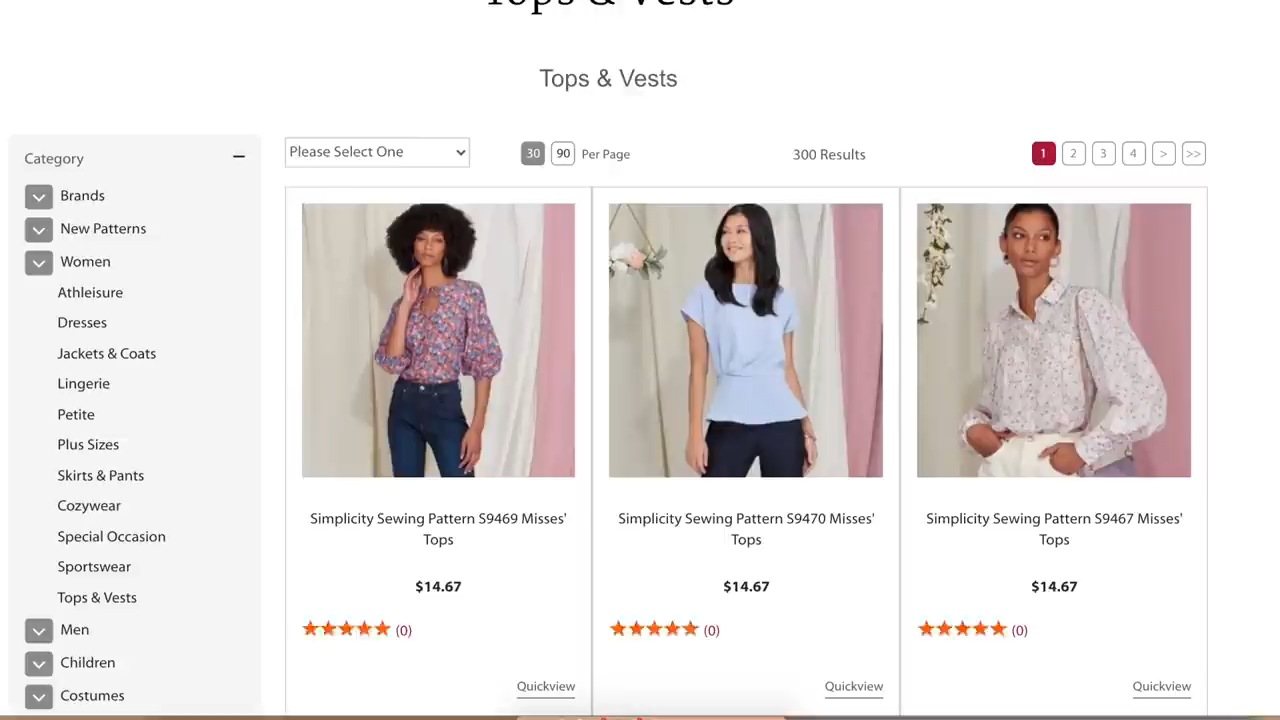 Tops & Vests
Tops & Vests
Category
Brands
New Patterns
Women
Athleisure
Dresses
Jackets & Coats
Lingerie
Petite
Plus Sizes
Skirts & Pants
Cozywear
Special Occasion
Sportswear
Tops & Vests
Men
Children
Costumes
Please Select One
30 90 Per Page
300 Results
1 2 3 4 > >>
Simplicity Sewing Pattern S9469 Misses'
Tops
$14.67
(0)
Quickview
Simplicity Sewing Pattern S9470 Misses'
Tops
$14.67
(0)
Quickview
Simplicity Sewing Pattern S9467 Misses'
Tops
$14.67
(0)
Quickview